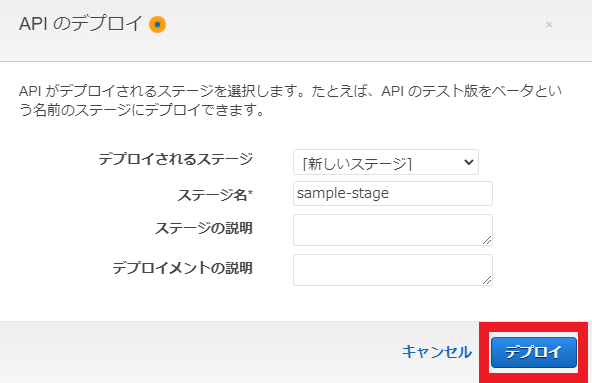 API のデプロイ
API がデプロイされるステージを選択します。たとえば、API のテスト版をベータとい
う名前のステージにデプロイできます。
デプロイされるステージ [新しいステージ]
ステージ名* sample-stage
ステージの説明
デプロイメントの説明
キャンセル デプロイ